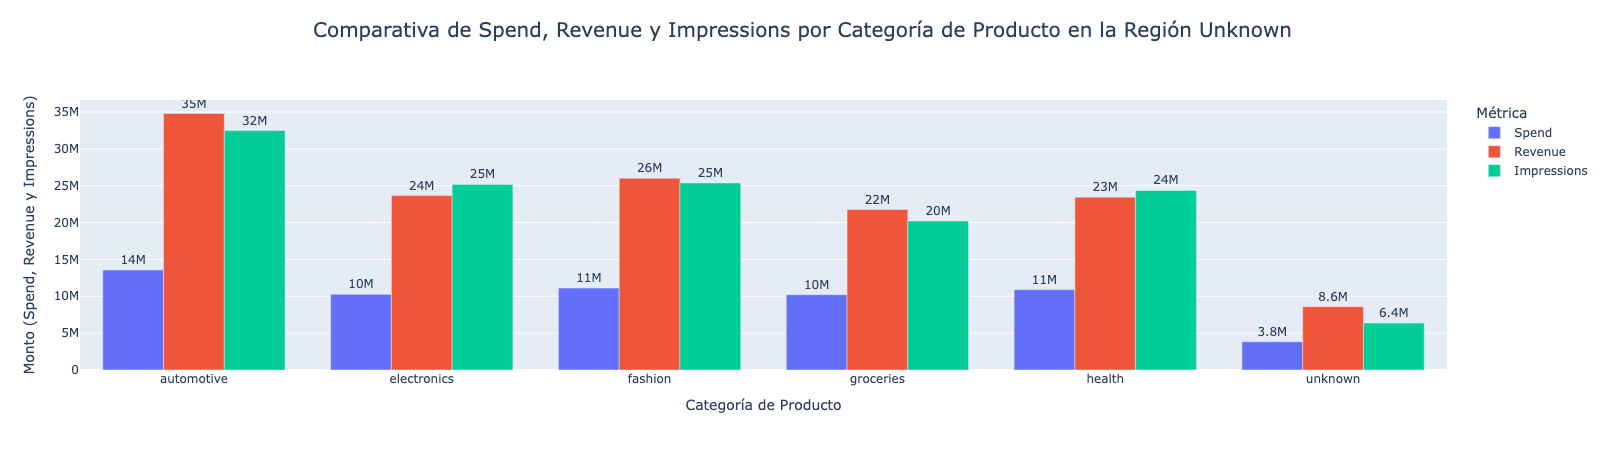 Comparativa de Spend, Revenue y Impressions por Categoría de Producto en la Región Unknown
Monto (Spend, Revenue y Impressions)
35M
30M
25M
20M
15M
10M
5M
0
14M
35M
32M
10M
24M
25M
11M
26M
25M
10M
22M
20M
11M
23M
24M
3.8M
8.6M
6.4M
automotive
electronics
fashion
groceries
health
unknown
Categoría de Producto
Métrica
Spend
Revenue
Impressions